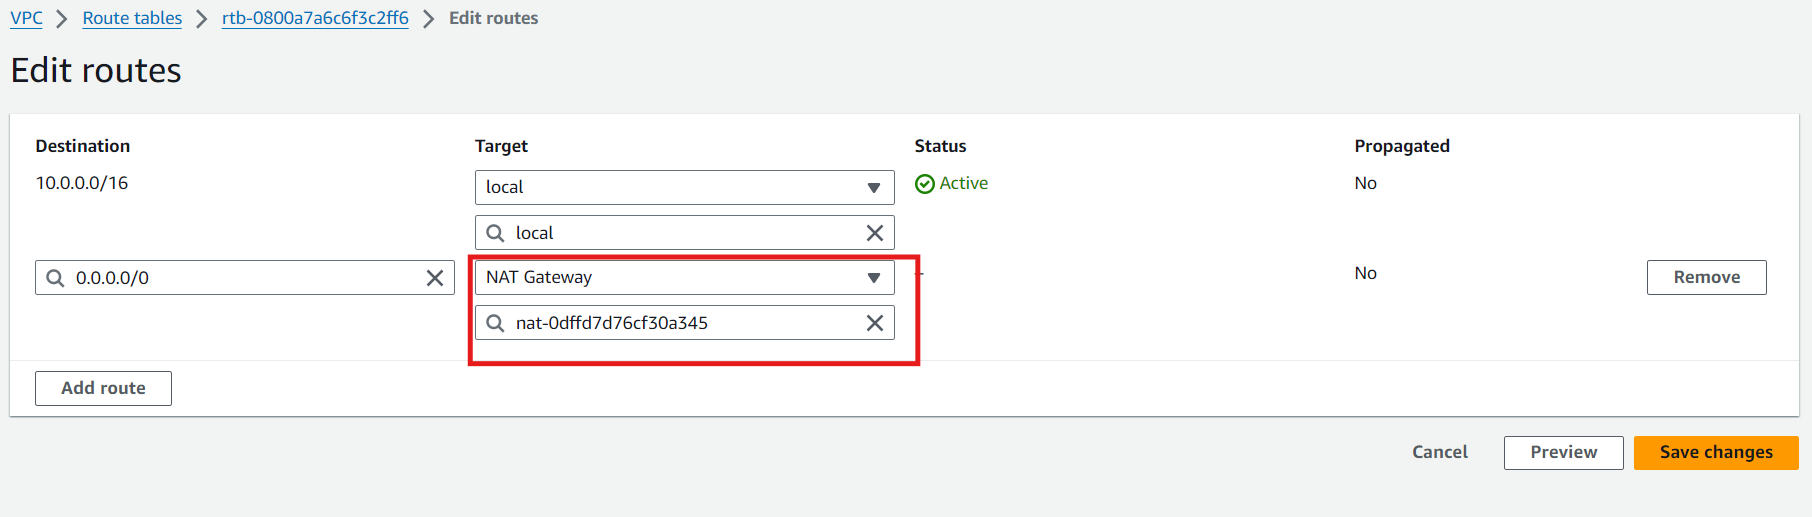 VPC > Route tables > rtb-0800a7a6c6f3c2ff6 > Edit routes
Edit routes
Destination Target Status Propagated
10.0.0.0/16 local Active No
local
0.0.0.0/0 NAT Gateway - No Remove
nat-0dffd7d76cf30a345
Add route
Cancel Preview Save changes